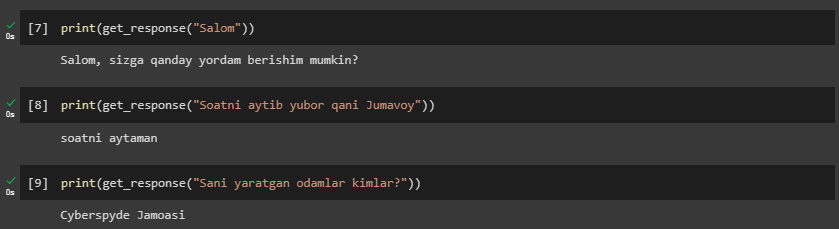 [7] print(get_response("Salom"))
0s
Salom, sizga qanday yordam berishim mumkin?
[8] print(get_response("Soatni aytib yubor qani Jumavoy"))
0s
soatni aytaman
[9] print(get_response("Sani yaratgan odamlar kimlar?"))
0s
Cyberspyde Jamoasi